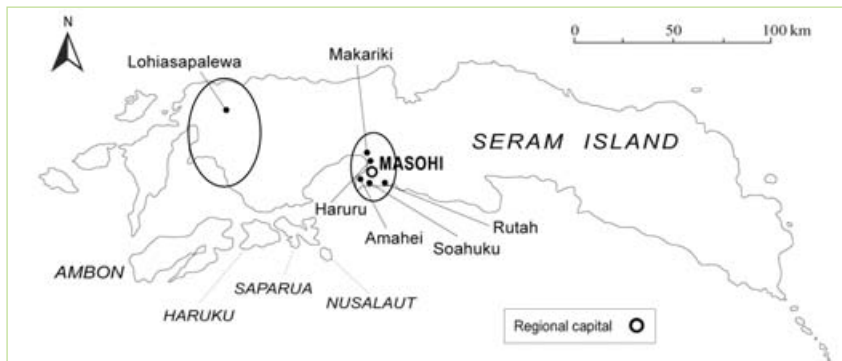 N
0 50 100 km
Makariki
Lohiasapalewa
SERAM ISLAND
MASOHI
Haruru
Rutah
Amahei
Soahuku
AMBON
SAPARUA
HARUKU
NUSALAUT
Regional capital